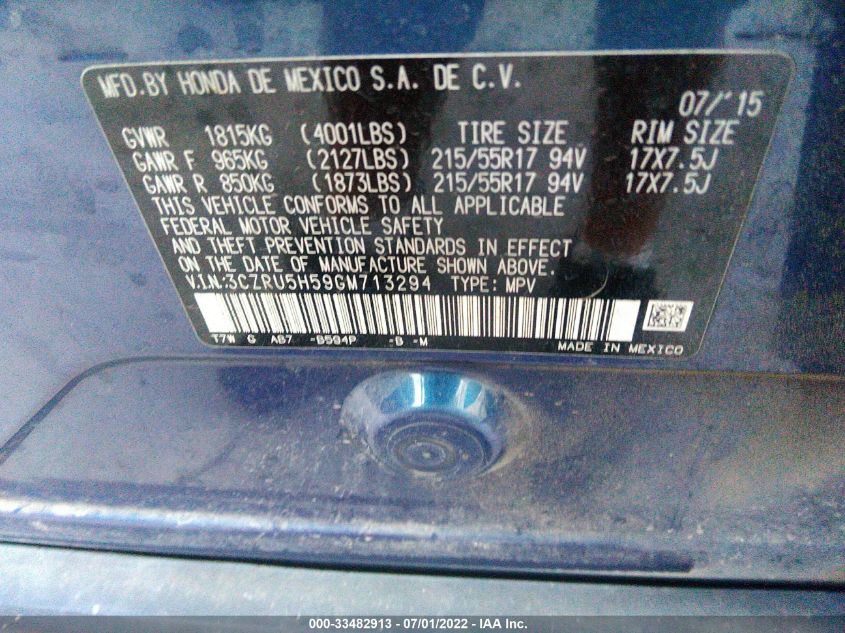 MFD.BY HONDA DE MEXICO S.A. DE C.V.
07/'15
GVWR 1815KG (4001LBS) TIRE SIZE RIM SIZE
GAWR F 965KG (2127LBS) 215/55R17 94V 17X7.5J
GAWR R 850KG (1873LBS) 215/55R17 94V 17X7.5J
THIS VEHICLE CONFORMS TO ALL APPLICABLE
FEDERAL MOTOR VEHICLE SAFETY
AND THEFT PREVENTION STANDARDS IN EFFECT
ON THE DATE OF MANUFACTURE SHOWN ABOVE.
V.I.N:3CZRU5H59GM713294 TYPE: MPV
T7W G AB7 -B594P -B -M
MADE IN MEXICO
000-33482913 - 07/01/2022 - IAA Inc.